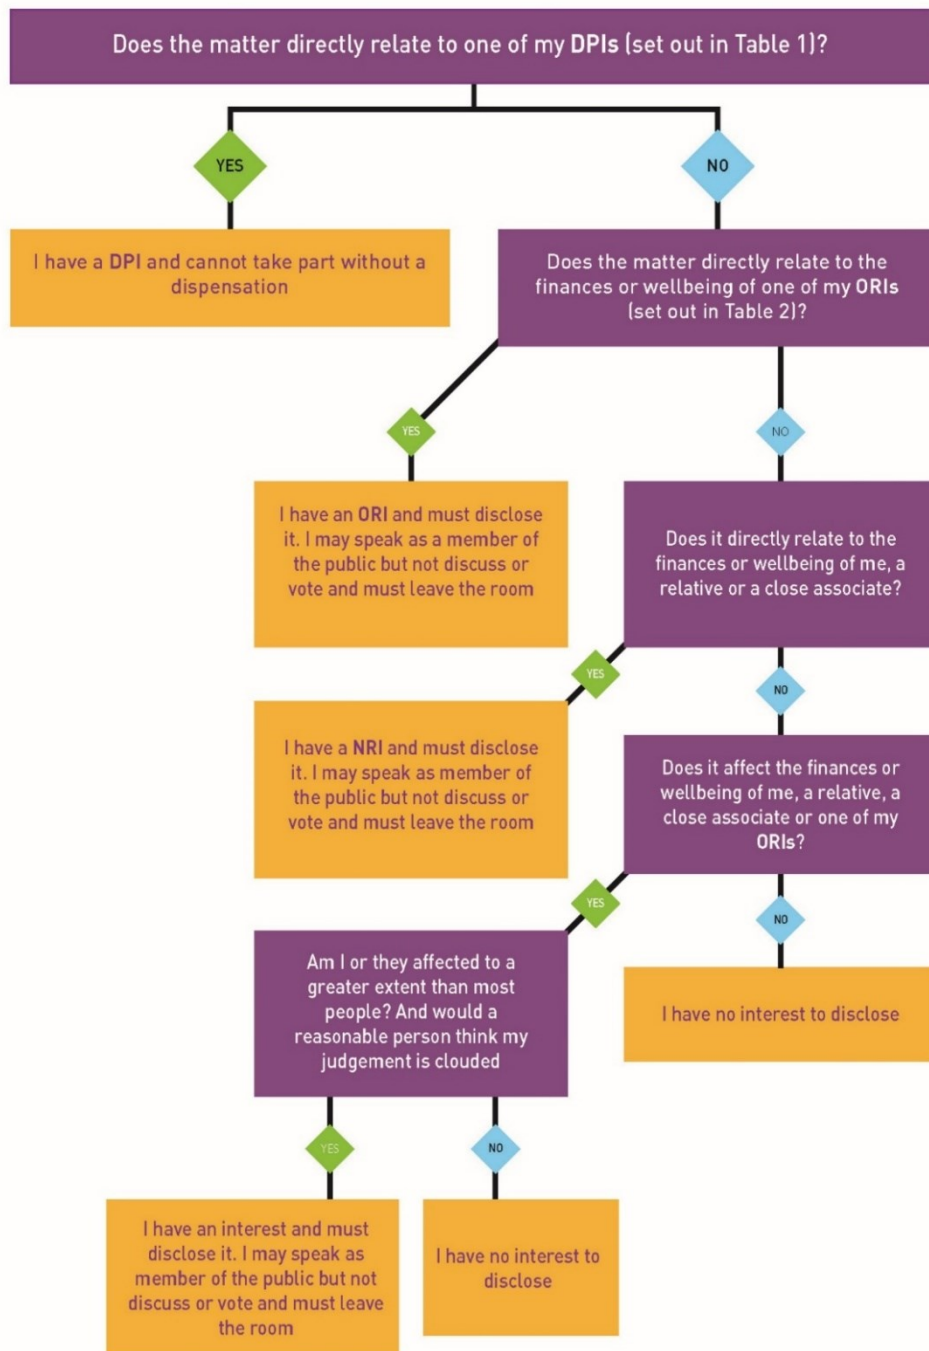 Does the matter directly relate to one of my DPIs (set out in Table 1)?
YES
NO
I have a DPI and cannot take part without a
dispensation
Does the matter directly relate to the
finances or wellbeing of one of my ORIs
(set out in Table 2)?
YES
NO
I have an ORI and must disclose
it. I may speak as a member of
the public but not discuss or
vote and must leave the room
Does it directly relate to the
finances or wellbeing of me, a
relative or a close associate?
YES
NO
I have a NRI and must disclose
it. I may speak as member of
the public but not discuss or
vote and must leave the room
Does it affect the finances or
wellbeing of me, a relative, a
close associate or one of my
ORIs?
YES
NO
Am I or they affected to a
greater extent than most
people? And would a
reasonable person think my
judgement is clouded
I have no interest to disclose
YES
NO
I have an interest and must
disclose it. I may speak as
member of the public but not
discuss or vote and must leave
the room
I have no interest to
disclose